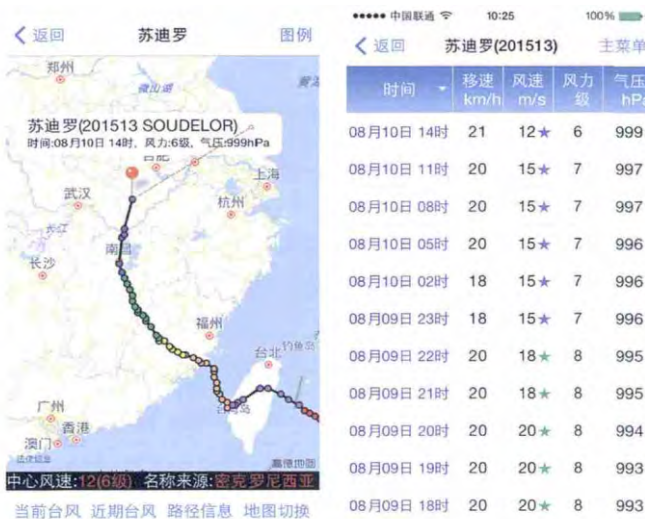 返回 苏迪罗 图例
郑州
微山湖
苏迪罗(201513 SOUDELOR)
时间:08月10日 14时, 风力:6级, 气压:999hPa
合肥
上海
武汉
杭州
长江
南昌
长沙
福州
台北
钓鱼岛
广州
香港
澳门
高德地图
中心风速:12(6级) 名称来源:密克罗尼西亚
当前台风 近期台风 路径信息 地图切换
中国联通 10:25 100%
返回 苏迪罗(201513) 主菜单
时间 移速 km/h 风速 m/s 风力 级 气压 hPa
08月10日 14时 21 12★ 6 999
08月10日 11时 20 15★ 7 997
08月10日 08时 20 15★ 7 997
08月10日 05时 20 15★ 7 996
08月10日 02时 18 15★ 7 996
08月09日 23时 18 15★ 7 996
08月09日 22时 20 18★ 8 995
08月09日 21时 20 18★ 8 995
08月09日 20时 20 20★ 8 994
08月09日 19时 20 20★ 8 993
08月09日 18时 20 20★ 8 993